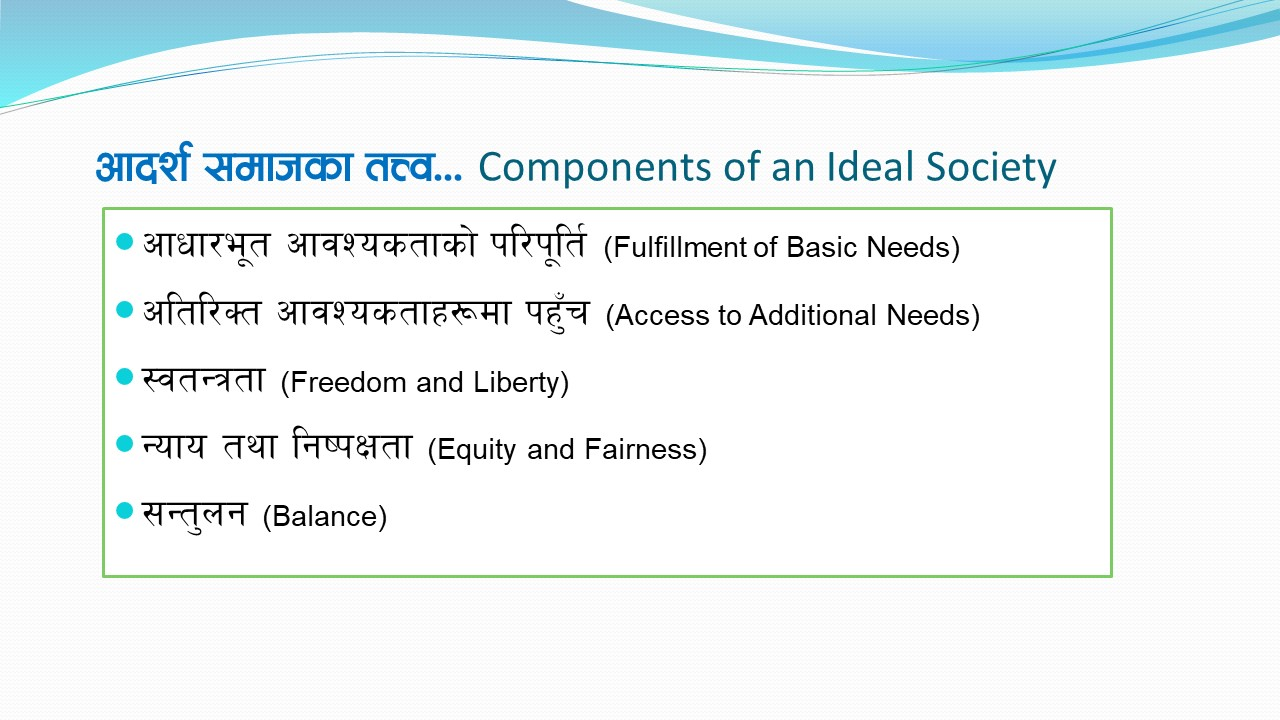 आदर्श समाजका तत्त्व... Components of an Ideal Society
आधारभूत आवश्यकताको परिपूर्ति (Fulfillment of Basic Needs)
अतिरिक्त आवश्यकताहरूमा पहुँच (Access to Additional Needs)
स्वतन्त्रता (Freedom and Liberty)
न्याय तथा निष्पक्षता (Equity and Fairness)
सन्तुलन (Balance)